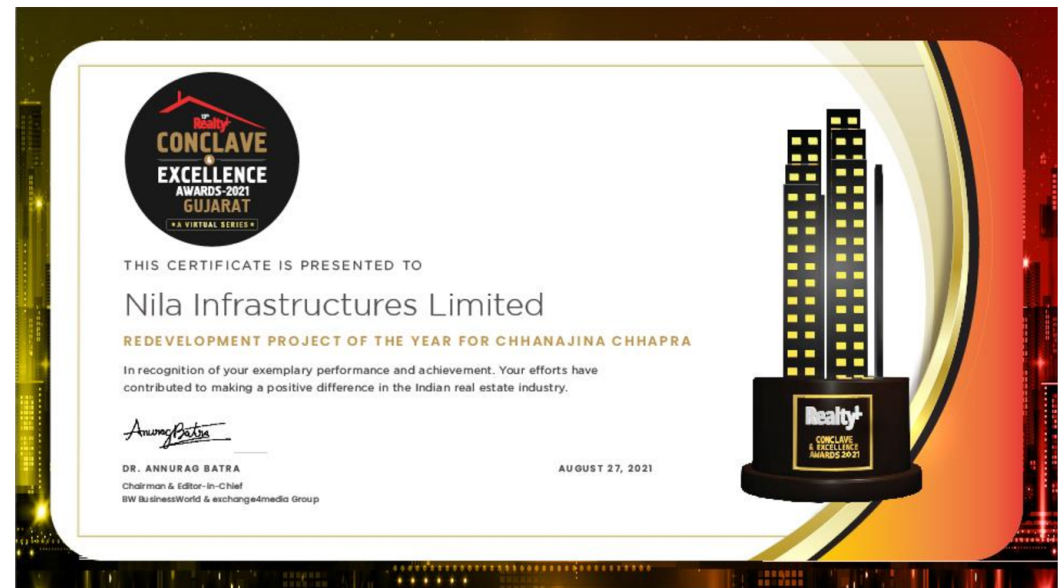 13th
Realty+
CONCLAVE
&
EXCELLENCE
AWARDS-2021
GUJARAT
•A VIRTUAL SERIES•
THIS CERTIFICATE IS PRESENTED TO
Nila Infrastructures Limited
REDEVELOPMENT PROJECT OF THE YEAR FOR CHHANAJINA CHHAPRA
In recognition of your exemplary performance and achievement. Your efforts have
contributed to making a positive difference in the Indian real estate industry.
Anurag Batra
DR. ANNURAG BATRA
Chairman & Editor-in-Chief
BW BusinessWorld & exchange4media Group
AUGUST 27, 2021
Realty+
CONCLAVE
& EXCELLENCE
AWARDS 2021